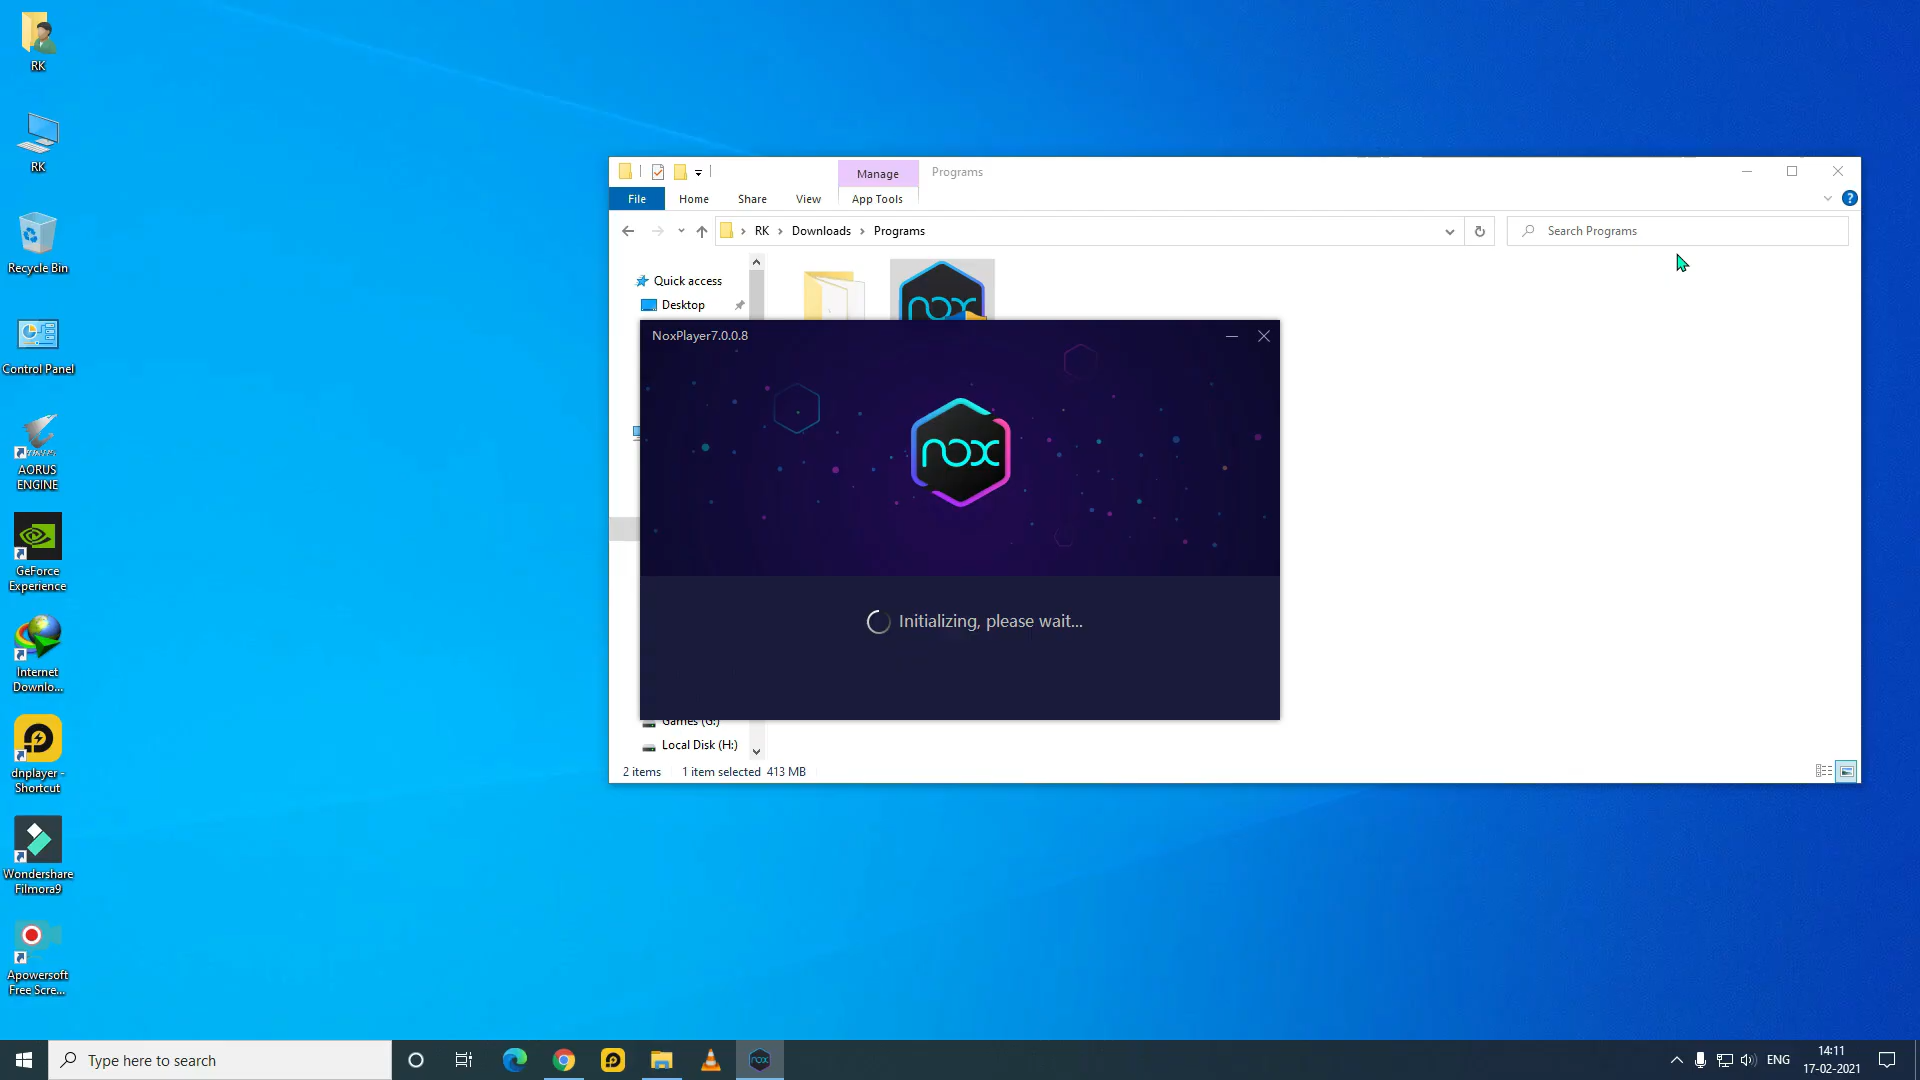 RK
RK
Recycle Bin
Control Panel
AORUS
ENGINE
GeForce
Experience
Internet
Downlo...
dnplayer -
Shortcut
Wondershare
Filmora9
Apowersoft
Free Scre...
Manage
Programs
File
Home
Share
View
App Tools
RK
Downloads
Programs
Search Programs
Quick access
Desktop
nox
NoxPlayer7.0.0.8
nox
Initializing, please wait...
Games (G:)
Local Disk (H:)
2 items
1 item selected 413 MB
Type here to search
nox
ENG
14:11
17-02-2021